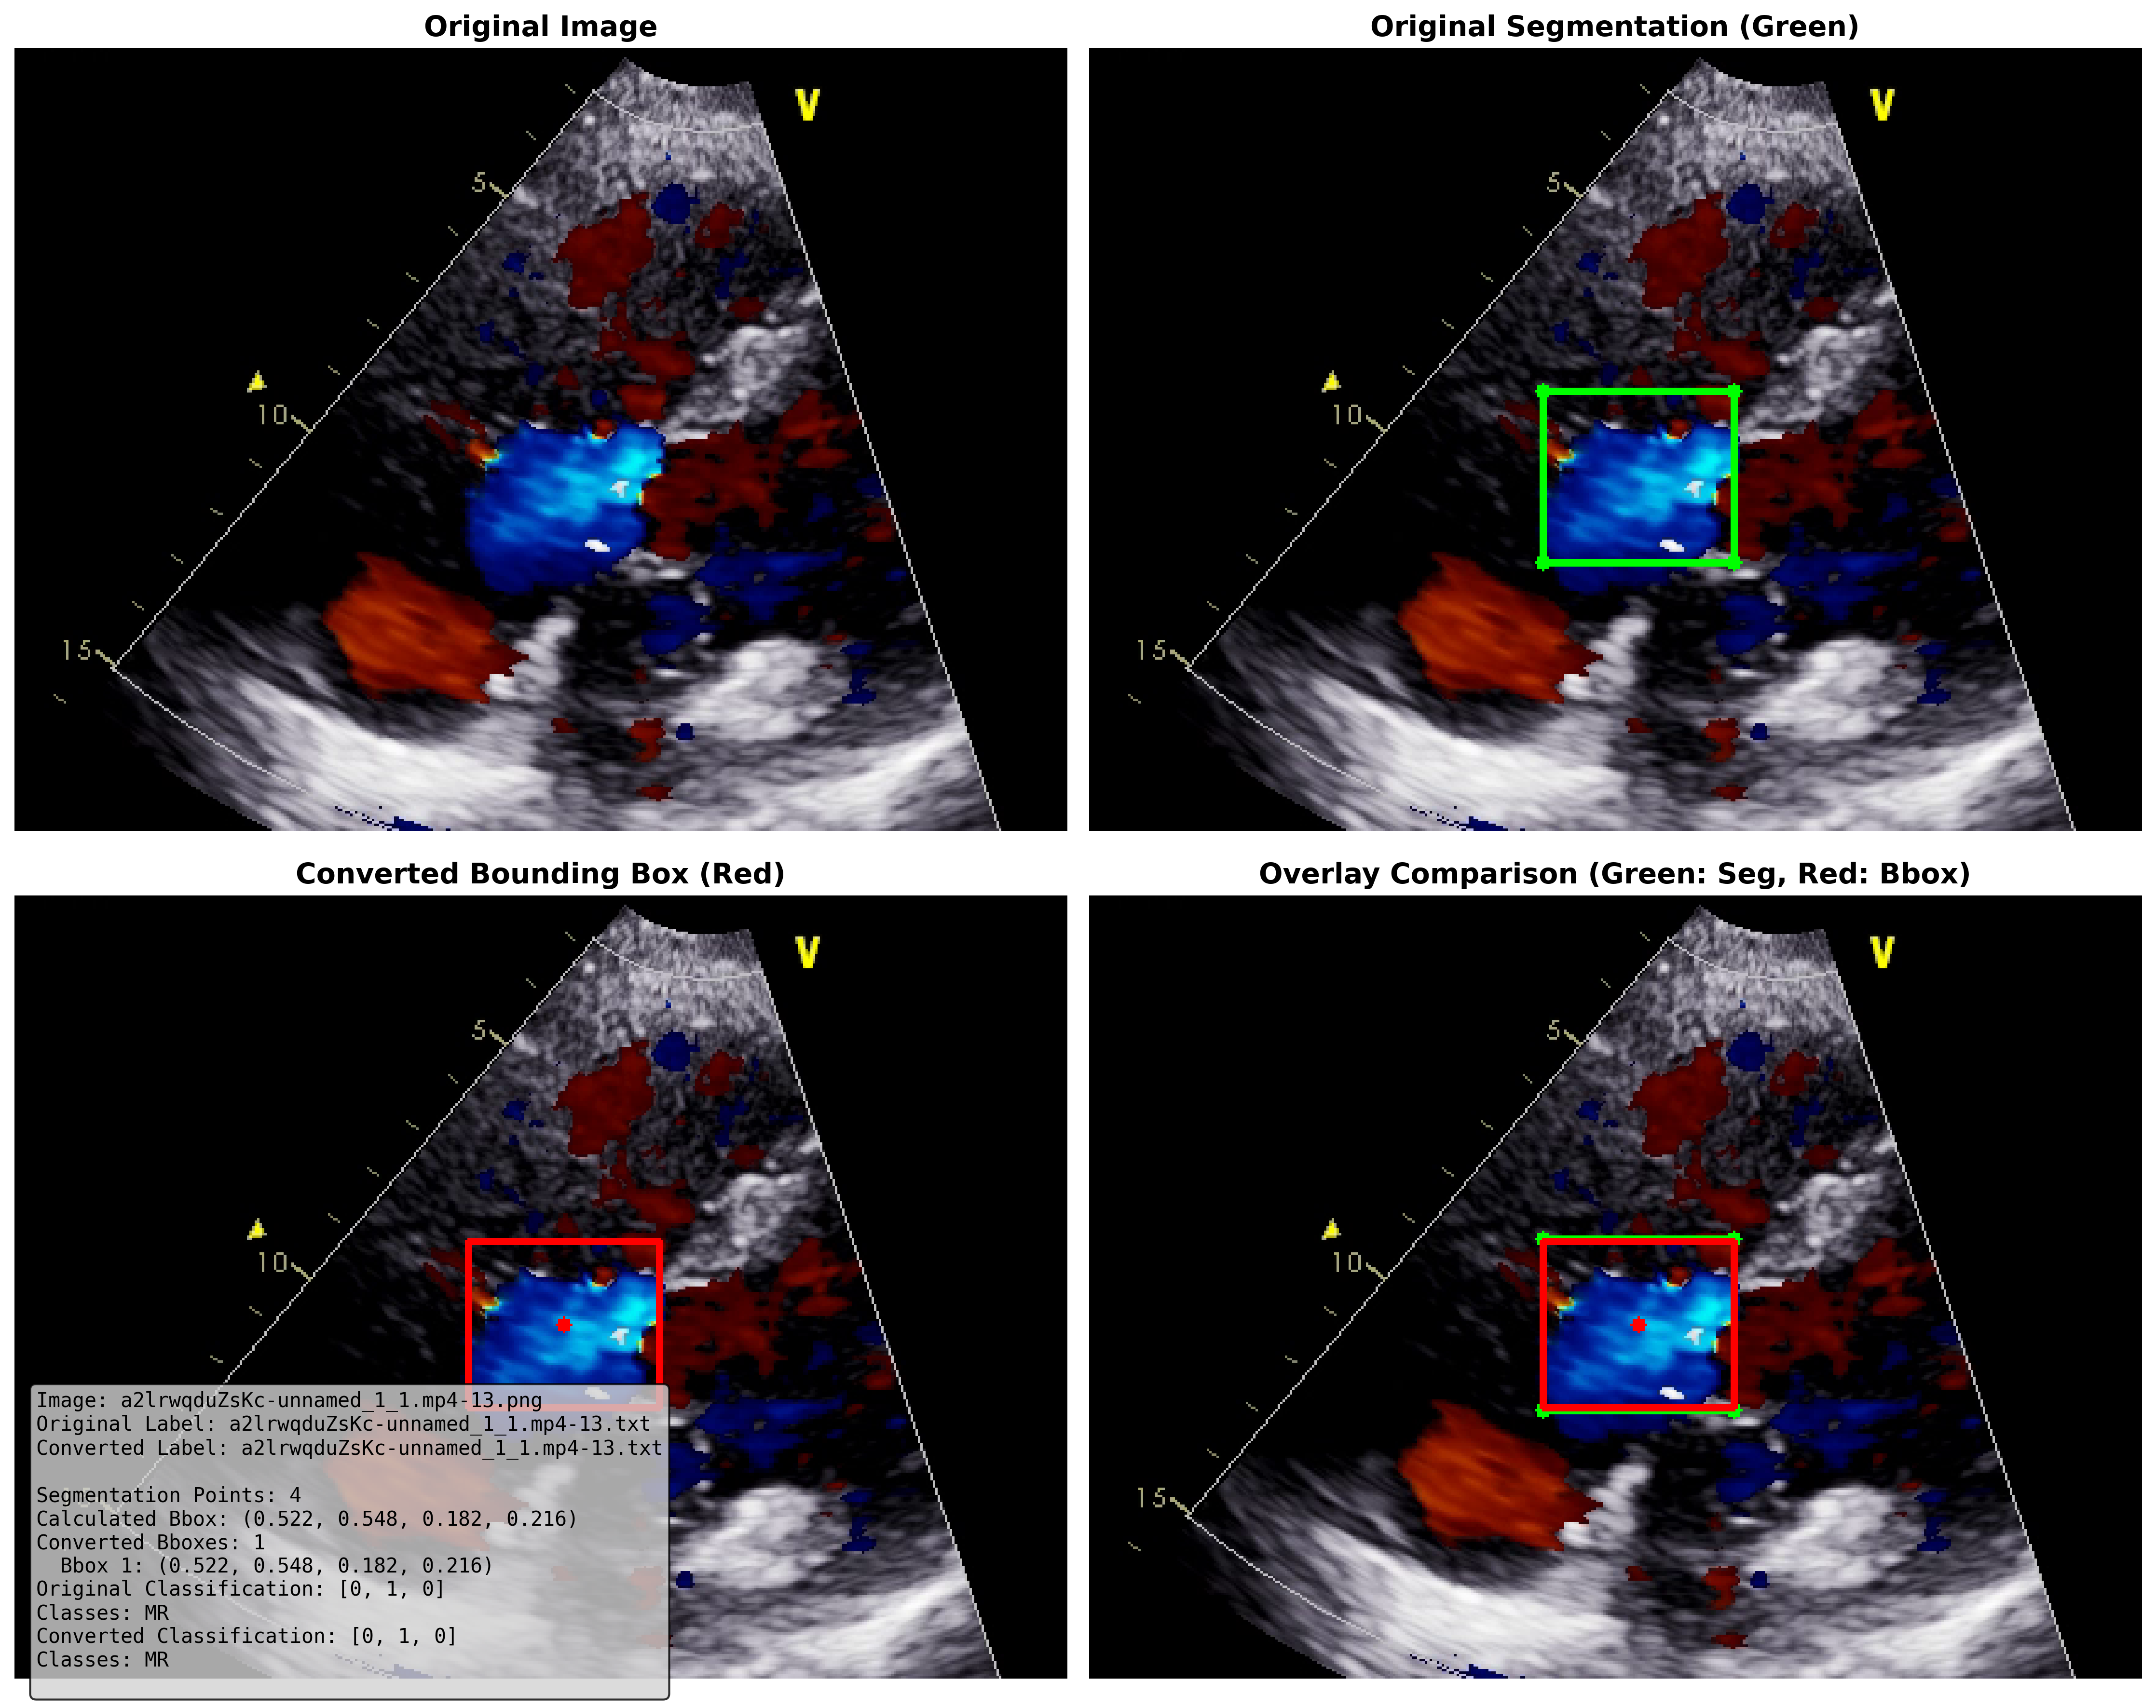 Original Image
Original Segmentation (Green)
V
5
10
15
V
5
10
15
Converted Bounding Box (Red)
Overlay Comparison (Green: Seg, Red: Bbox)
V
5
10
V
5
10
15
Image: a2lrwqduZsKc-unnamed_1_1.mp4-13.png
Original Label: a2lrwqduZsKc-unnamed_1_1.mp4-13.txt
Converted Label: a2lrwqduZsKc-unnamed_1_1.mp4-13.txt
Segmentation Points: 4
Calculated Bbox: (0.522, 0.548, 0.182, 0.216)
Converted Bboxes: 1
Bbox 1: (0.522, 0.548, 0.182, 0.216)
Original Classification: [0, 1, 0]
Classes: MR
Converted Classification: [0, 1, 0]
Classes: MR